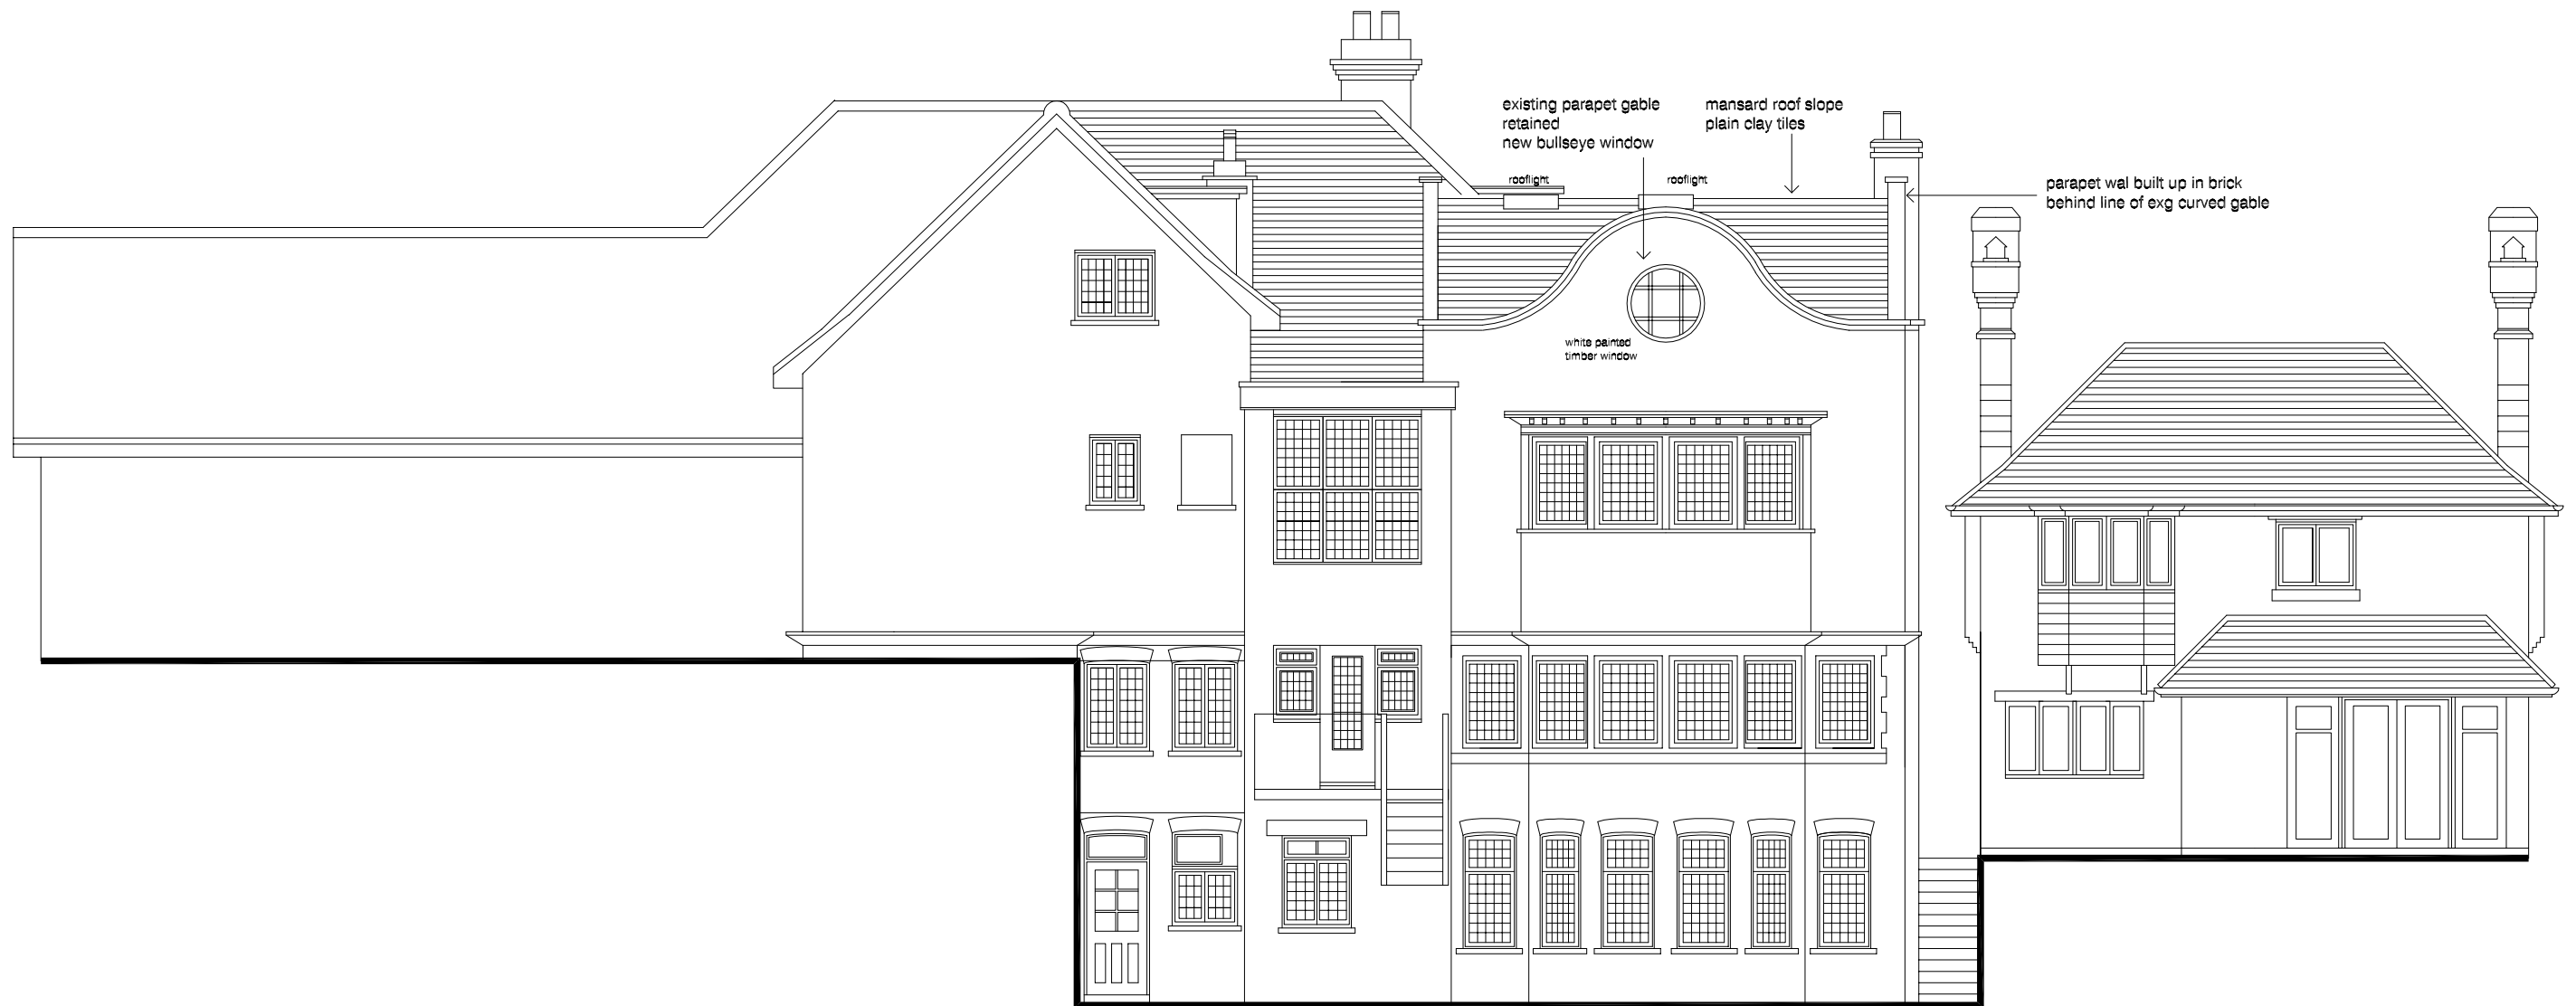 existing parapet gable
retained
new bullseye window
mansard roof slope
plain clay tiles
rooflight
rooflight
parapet wal built up in brick
behind line of exg curved gable
white painted
timber window